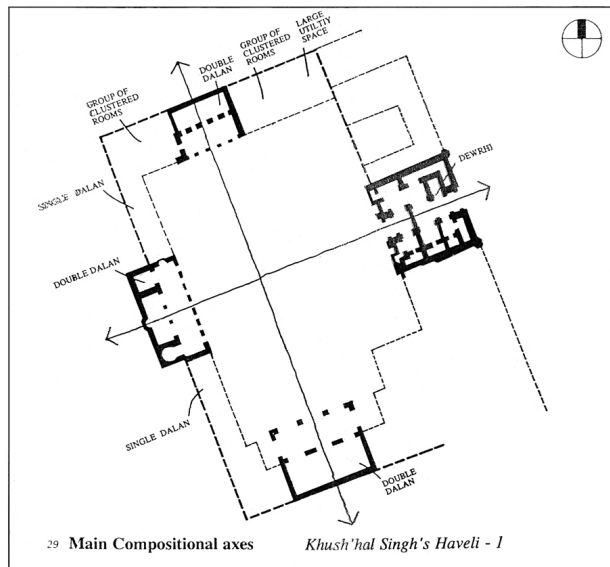 LARGE
UTILTIY
SPACE
GROUP OF
CLUSTERED
ROOMS
DOUBLE
DALAN
GROUP OF
CLUSTERED
ROOMS
DEWRHI
SINGLE DALAN
DOUBLE DALAN
SINGLE DALAN
DOUBLE
DALAN
29 Main Compositional axes Khush'hal Singh's Haveli - 1